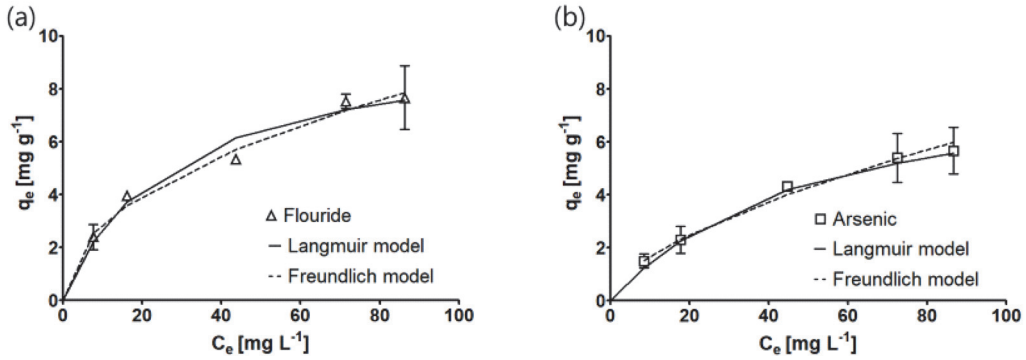 (a)
10
8
6
4
2
0
qe [mg g-1]
Flouride
Langmuir model
Freundlich model
0 20 40 60 80 100
Ce [mg L-1]
(b)
10
8
6
4
2
0
qe [mg g-1]
Arsenic
Langmuir model
Freundlich model
0 20 40 60 80 100
Ce [mg L-1]